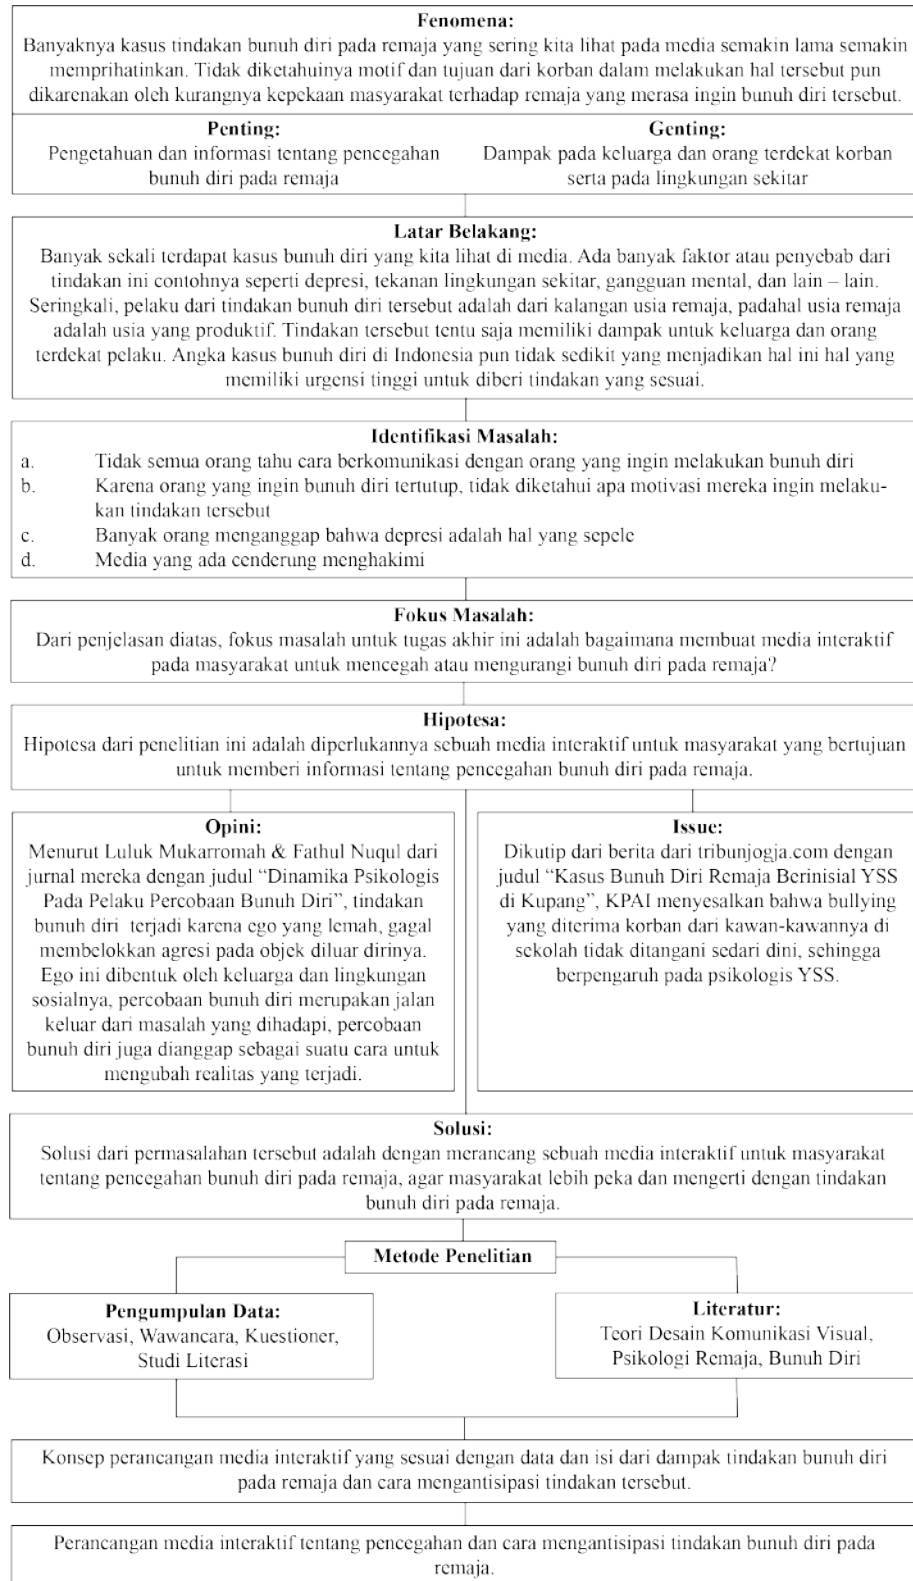 Fenomena:
Banyaknya kasus tindakan bunuh diri pada remaja yang sering kita lihat pada media semakin lama semakin
memprihatinkan. Tidak diketahuinya motif dan tujuan dari korban dalam melakukan hal tersebut pun
dikarenakan oleh kurangnya kepekaan masyarakat terhadap remaja yang merasa ingin bunuh diri tersebut.
Penting:
Pengetahuan dan informasi tentang pencegahan
bunuh diri pada remaja
Genting:
Dampak pada keluarga dan orang terdekat korban
serta pada lingkungan sekitar
Latar Belakang:
Banyak sekali terdapat kasus bunuh diri yang kita lihat di media. Ada banyak faktor atau penyebab dari
tindakan ini contohnya seperti depresi, tekanan lingkungan sekitar, gangguan mental, dan lain – lain.
Seringkali, pelaku dari tindakan bunuh diri tersebut adalah dari kalangan usia remaja, padahal usia remaja
adalah usia yang produktif. Tindakan tersebut tentu saja memiliki dampak untuk keluarga dan orang
terdekat pelaku. Angka kasus bunuh diri di Indonesia pun tidak sedikit yang menjadikan hal ini hal yang
memiliki urgensi tinggi untuk diberi tindakan yang sesuai.
Identifikasi Masalah:
a. Tidak semua orang tahu cara berkomunikasi dengan orang yang ingin melakukan bunuh diri
b. Karena orang yang ingin bunuh diri tertutup, tidak diketahui apa motivasi mereka ingin melaku-
kan tindakan tersebut
c. Banyak orang menganggap bahwa depresi adalah hal yang sepele
d. Media yang ada cenderung menghakimi
Fokus Masalah:
Dari penjelasan diatas, fokus masalah untuk tugas akhir ini adalah bagaimana membuat media interaktif
pada masyarakat untuk mencegah atau mengurangi bunuh diri pada remaja?
Hipotesa:
Hipotesa dari penelitian ini adalah diperlukannya sebuah media interaktif untuk masyarakat yang bertujuan
untuk memberi informasi tentang pencegahan bunuh diri pada remaja.
Opini:
Menurut Luluk Mukarromah & Fathul Nuqul dari
jurnal mereka dengan judul “Dinamika Psikologis
Pada Pelaku Percobaan Bunuh Diri”, tindakan
bunuh diri terjadi karena ego yang lemah, gagal
membelokkan agresi pada objek diluar dirinya.
Ego ini dibentuk oleh keluarga dan lingkungan
sosialnya, percobaan bunuh diri merupakan jalan
keluar dari masalah yang dihadapi, percobaan
bunuh diri juga dianggap sebagai suatu cara untuk
mengubah realitas yang terjadi.
Issue:
Dikutip dari berita dari tribunjogja.com dengan
judul “Kasus Bunuh Diri Remaja Berinisial YSS
di Kupang”, KPAI menyesalkan bahwa bullying
yang diterima korban dari kawan-kawannya di
sekolah tidak ditangani sedari dini, sehingga
berpengaruh pada psikologis YSS.
Solusi:
Solusi dari permasalahan tersebut adalah dengan merancang sebuah media interaktif untuk masyarakat
tentang pencegahan bunuh diri pada remaja, agar masyarakat lebih peka dan mengerti dengan tindakan
bunuh diri pada remaja.
Metode Penelitian
Pengumpulan Data:
Observasi, Wawancara, Kuestioner,
Studi Literasi
Literatur:
Teori Desain Komunikasi Visual,
Psikologi Remaja, Bunuh Diri
Konsep perancangan media interaktif yang sesuai dengan data dan isi dari dampak tindakan bunuh diri
pada remaja dan cara mengantisipasi tindakan tersebut.
Perancangan media interaktif tentang pencegahan dan cara mengantisipasi tindakan bunuh diri pada
remaja.